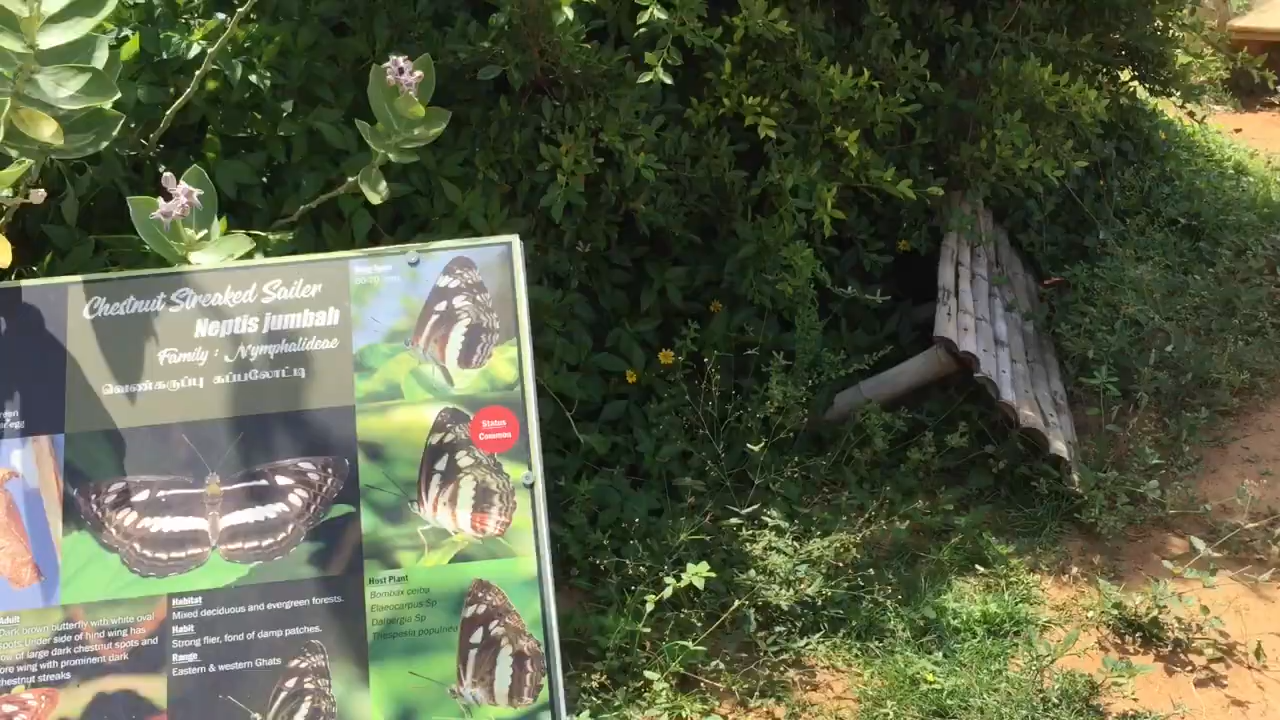 Chestnut Streaked Sailer
Neptis jumbah
Family : Nymphalideae
வெண்கருப்பு கப்பலோட்டி
Status
Common
Adult
Dark brown butterfly with white oval
spots. Under side of hind wing has
row of large dark chestnut spots and
fore wing with prominent dark
chestnut streaks
Habitat
Mixed deciduous and evergreen forests.
Habit
Strong flier, fond of damp patches.
Range
Eastern & western Ghats
Host Plant
Bombax ceiba
Elaeocarpus Sp
Dalbergia Sp
Thespesia populnea